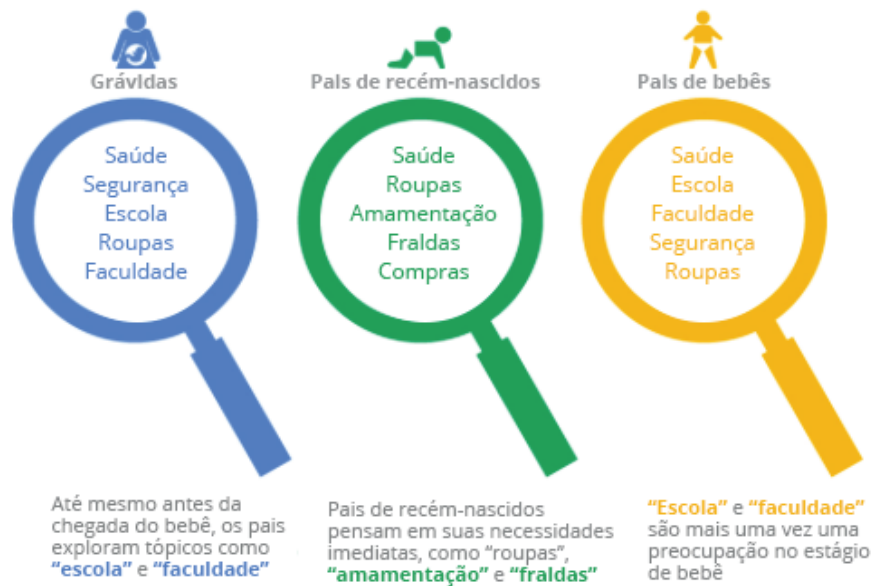 Grávidas
Saúde
Segurança
Escola
Roupas
Faculdade
Até mesmo antes da
chegada do bebê, os pais
exploram tópicos como
“escola” e “faculdade”
Pais de recém-nascidos
Saúde
Roupas
Amamentação
Fraldas
Compras
Pais de recém-nascidos
pensam em suas necessidades
imediatas, como “roupas”,
“amamentação” e “fraldas”
Pais de bebês
Saúde
Escola
Faculdade
Segurança
Roupas
“Escola” e “faculdade”
são mais uma vez uma
preocupação no estágio
de bebê